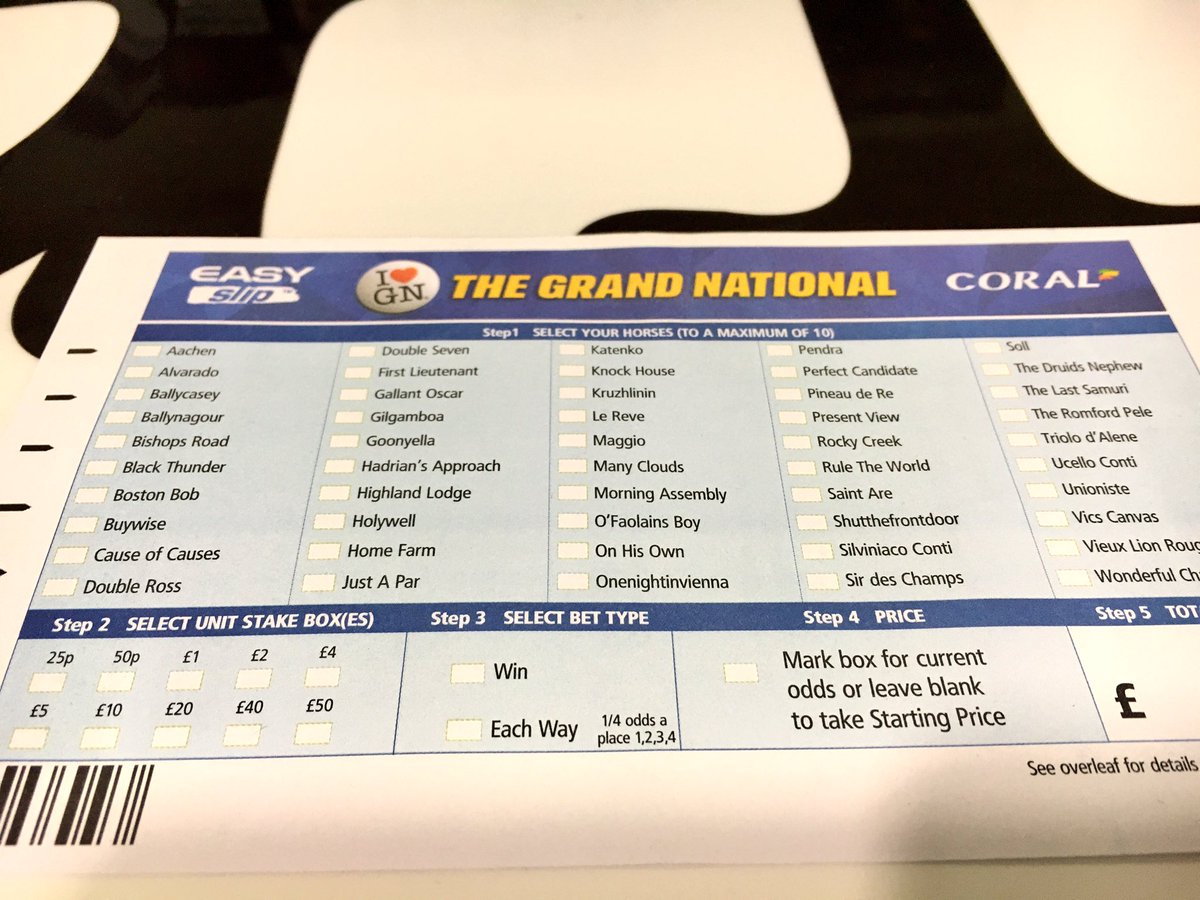 EASY slip™
I ❤ GN
THE GRAND NATIONAL
CORAL
Step1 SELECT YOUR HORSES (TO A MAXIMUM OF 10)
Aachen
Alvarado
Ballycasey
Ballynagour
Bishops Road
Black Thunder
Boston Bob
Buywise
Cause of Causes
Double Ross
Double Seven
First Lieutenant
Gallant Oscar
Gilgamboa
Goonyella
Hadrian's Approach
Highland Lodge
Holywell
Home Farm
Just A Par
Katenko
Knock House
Kruzhlinin
Le Reve
Maggio
Many Clouds
Morning Assembly
O'Faolains Boy
On His Own
Onenightinvienna
Pendra
Perfect Candidate
Pineau de Re
Present View
Rocky Creek
Rule The World
Saint Are
Shutthefrontdoor
Silviniaco Conti
Sir des Champs
Soll
The Druids Nephew
The Last Samuri
The Romford Pele
Triolo d'Alene
Ucello Conti
Unioniste
Vics Canvas
Vieux Lion
Wonderful
Step 2 SELECT UNIT STAKE BOX(ES)
25p 50p £1 £2 £4
£5 £10 £20 £40 £50
Step 3 SELECT BET TYPE
Win
Each Way
1/4 odds a
place 1,2,3,4
Step 4 PRICE
Mark box for current
odds or leave blank
to take Starting Price
Step 5
£
See overleaf for details